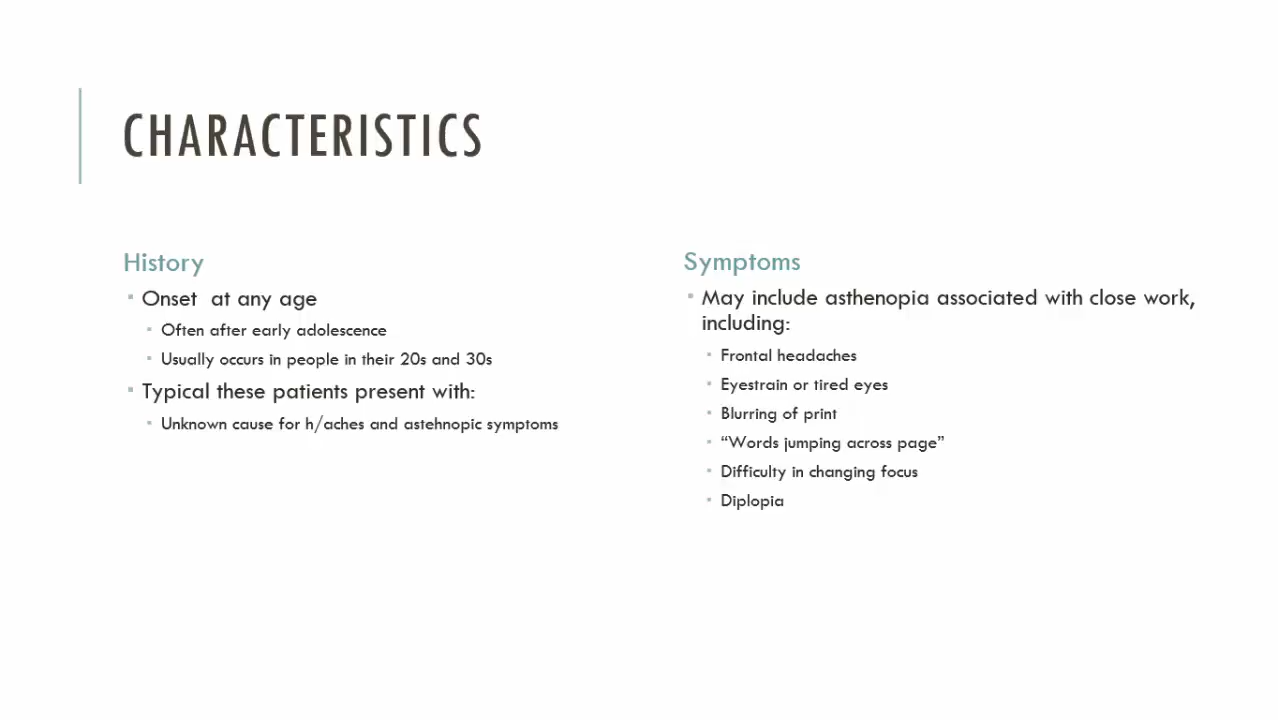 CHARACTERISTICS
History
Onset  at any age
Often after early adolescence
Usually occurs in people in their 20s and 30s
Typical these patients present with:
Unknown cause for h/aches and astehnopic symptoms
Symptoms
May include asthenopia associated with close work,
including:
Frontal headaches
Eyestrain or tired eyes
Blurring of print
“Words jumping across page”
Difficulty in changing focus
Diplopia